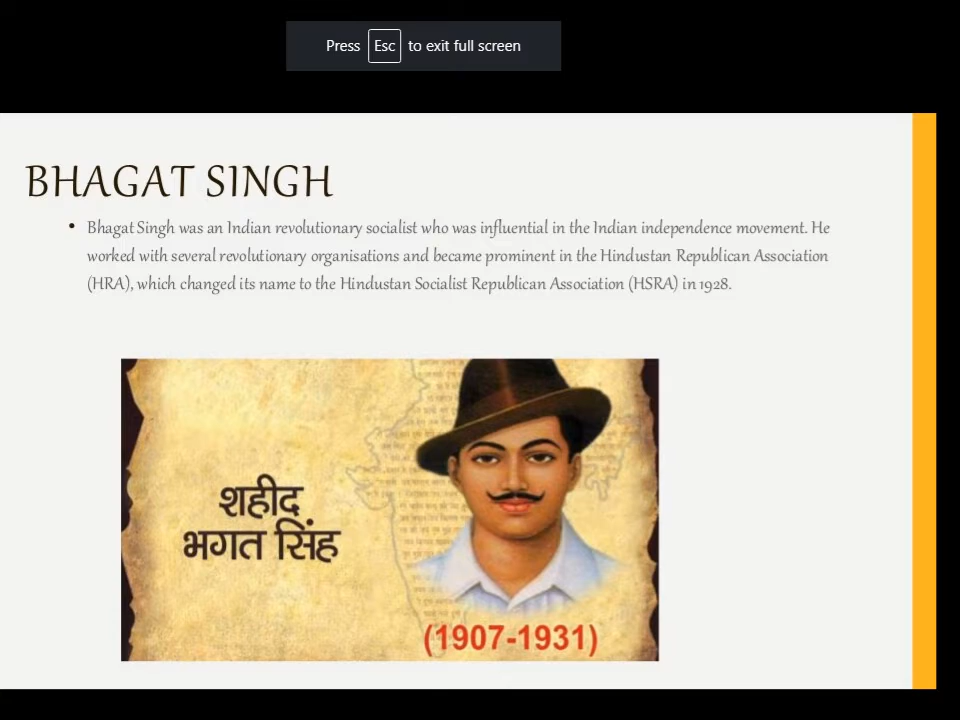 Press Esc to exit full screen
BHAGAT SINGH
• Bhagat Singh was an Indian revolutionary socialist who was influential in the Indian independence movement. He
worked with several revolutionary organisations and became prominent in the Hindustan Republican Association
(HRA), which changed its name to the Hindustan Socialist Republican Association (HSRA) in 1928.
शहीद
भगत सिंह
(1907-1931)